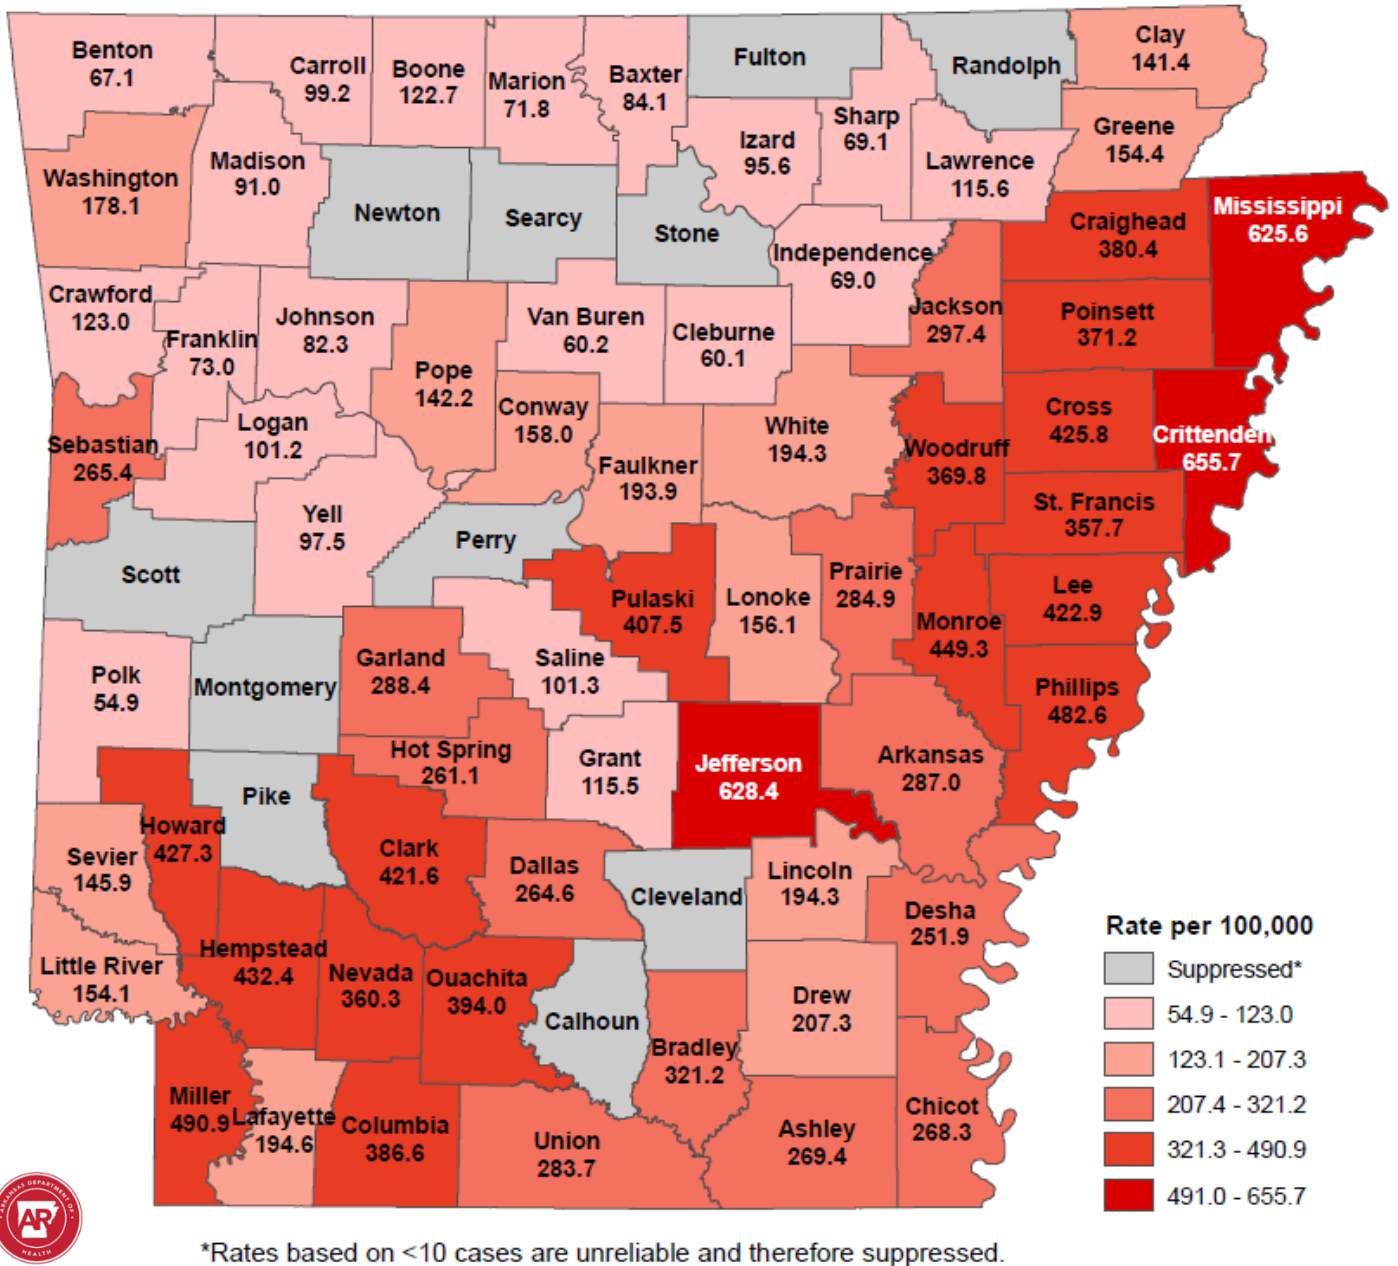 Benton
67.1
Carroll
99.2
Boone
122.7
Marion
71.8
Baxter
84.1
Fulton
Randolph
Clay
141.4
Greene
154.4
Sharp
69.1
Izard
95.6
Lawrence
115.6
Washington
178.1
Madison
91.0
Newton
Searcy
Stone
Independence
69.0
Craighead
380.4
Mississippi
625.6
Crawford
123.0
Franklin
73.0
Johnson
82.3
Pope
142.2
Van Buren
60.2
Cleburne
60.1
Jackson
297.4
Poinsett
371.2
Sebastian
265.4
Logan
101.2
Conway
158.0
Faulkner
193.9
White
194.3
Woodruff
369.8
Cross
425.8
Crittenden
655.7
St. Francis
357.7
Scott
Yell
97.5
Perry
Pulaski
407.5
Lonoke
156.1
Prairie
284.9
Monroe
449.3
Lee
422.9
Polk
54.9
Montgomery
Garland
288.4
Saline
101.3
Phillips
482.6
Hot Spring
261.1
Grant
115.5
Jefferson
628.4
Arkansas
287.0
Pike
Howard
427.3
Sevier
145.9
Clark
421.6
Dallas
264.6
Cleveland
Lincoln
194.3
Desha
251.9
Little River
154.1
Hempstead
432.4
Nevada
360.3
Ouachita
394.0
Calhoun
Drew
207.3
Bradley
321.2
Miller
490.9
Lafayette
194.6
Columbia
386.6
Union
283.7
Ashley
269.4
Chicot
268.3
Rate per 100,000
Suppressed*
54.9 - 123.0
123.1 - 207.3
207.4 - 321.2
321.3 - 490.9
491.0 - 655.7
ARKANSAS DEPARTMENT OF
AR
HEALTH
*Rates based on <10 cases are unreliable and therefore suppressed.